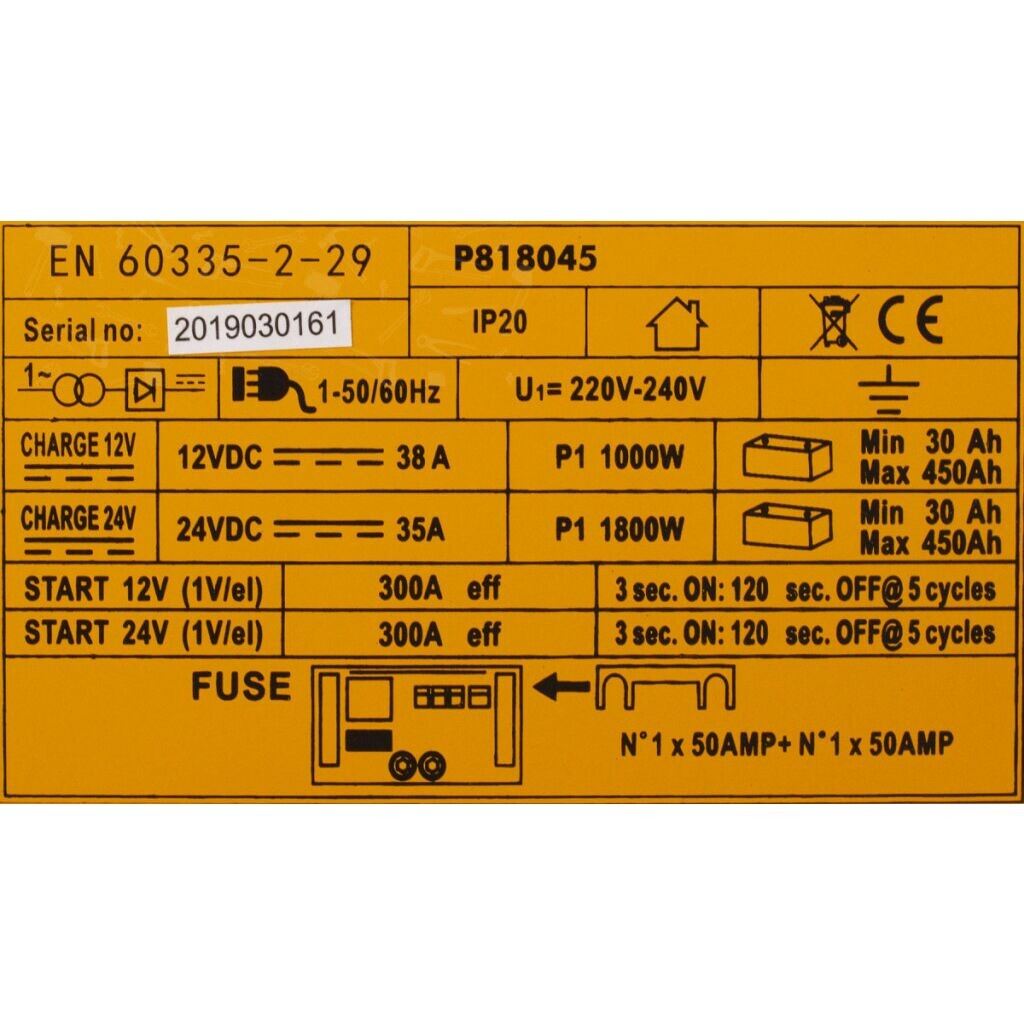 EN 60335-2-29
P818045
Serial no: 2019030161
IP20
CE
1~
1-50/60Hz
U1= 220V-240V
CHARGE 12V
12VDC
38 A
P1 1000W
Min 30 Ah
Max 450Ah
CHARGE 24V
24VDC
35A
P1 1800W
Min 30 Ah
Max 450Ah
START 12V (1V/el)
300A eff
3 sec. ON: 120 sec. OFF@ 5 cycles
START 24V (1V/el)
300A eff
3 sec. ON: 120 sec. OFF@ 5 cycles
FUSE
N°1 x 50AMP+ N°1 x 50AMP